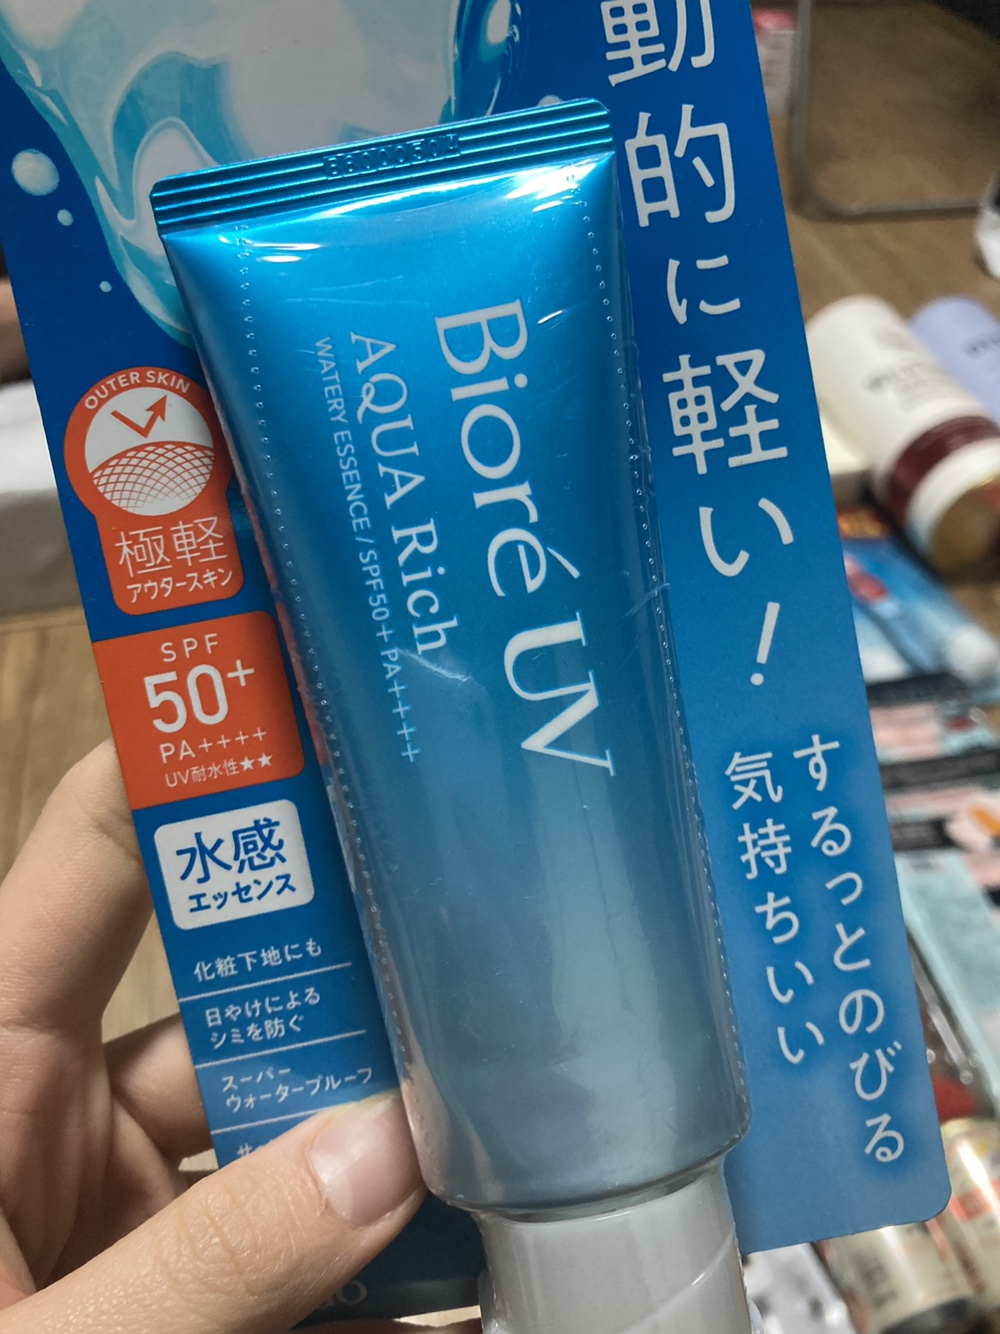 動的に軽い!
するっとのびる
気持ちいい
Bioré UV
AQUA Rich
WATERY ESSENCE / SPF50+ PA++++
OUTER SKIN
極軽
アウタースキン
SPF
50+
PA++++
UV耐水性★★
水感
エッセンス
化粧下地にも
日やけによる
シミを防ぐ
スーパー
ウォータープルーフ